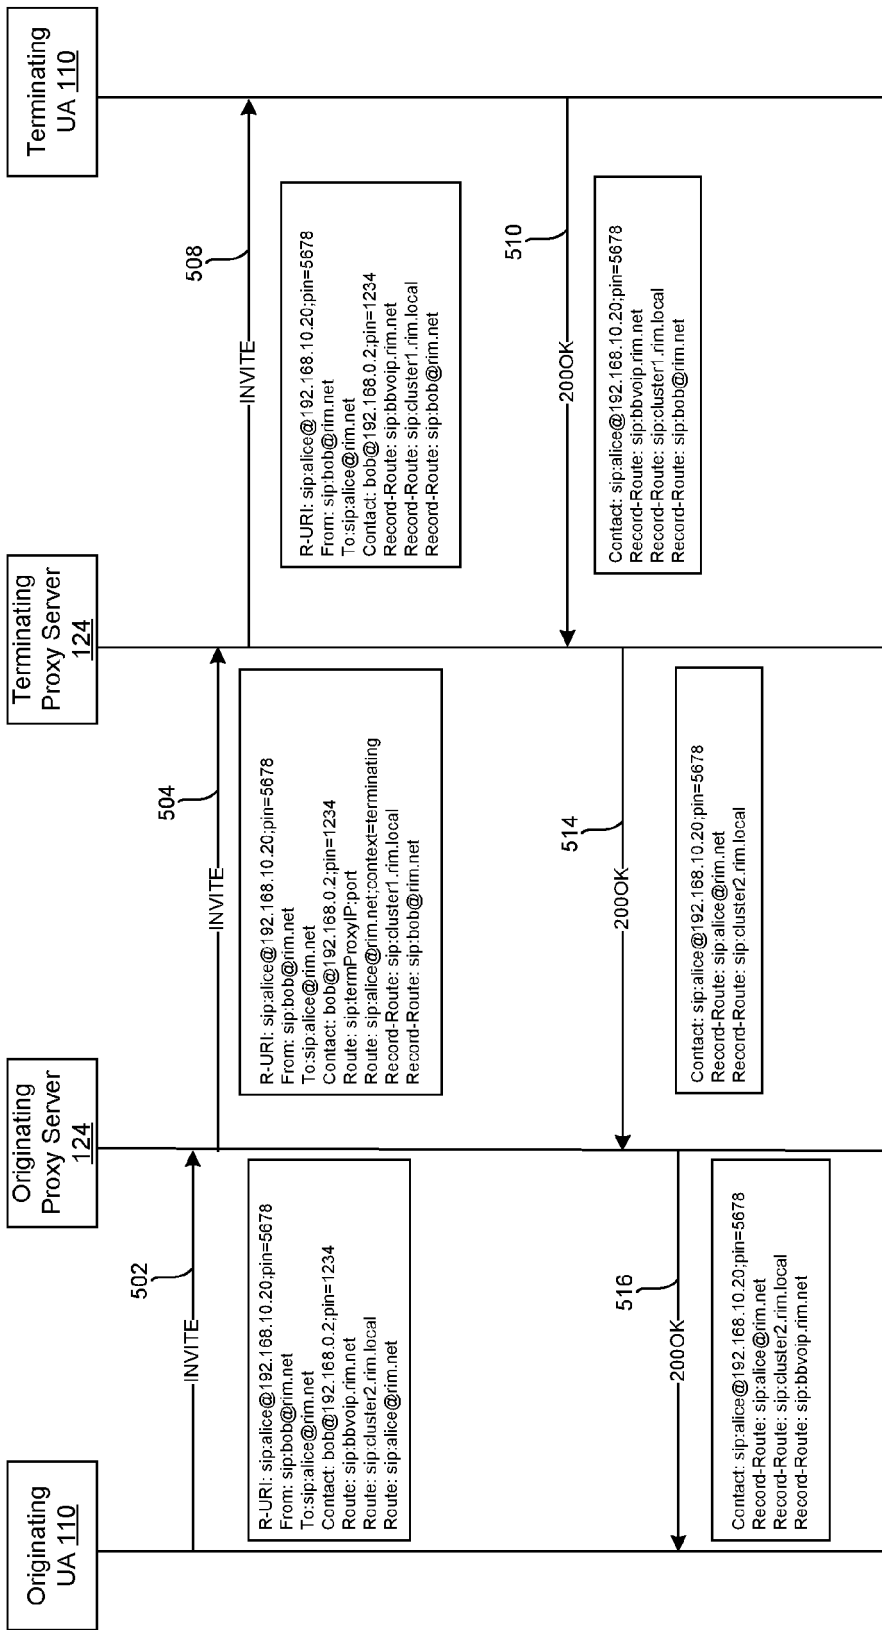 Originating
UA 110
Originating
Proxy Server
124
Terminating
Proxy Server
124
Terminating
UA 110
INVITE
502
R-URI: sip:alice@192.168.10.20;pin=5678
From: sip:bob@rim.net
To:sip:alice@rim.net
Contact: bob@192.168.0.2;pin=1234
Route: sip:bbvoip.rim.net
Route: sip:cluster2.rim.local
Route: sip:alice@rim.net
INVITE
504
R-URI: sip:alice@192.168.10.20;pin=5678
From: sip:bob@rim.net
To:sip:alice@rim.net
Contact: bob@192.168.0.2;pin=1234
Route: sip:termProxyIP:port
Route: sip:alice@rim.net;context=terminating
Record-Route: sip:cluster1.rim.local
Record-Route: sip:bob@rim.net
INVITE
508
R-URI: sip:alice@192.168.10.20;pin=5678
From: sip:bob@rim.net
To:sip:alice@rim.net
Contact: bob@192.168.0.2;pin=1234
Record-Route: sip:bbvoip.rim.net
Record-Route: sip:cluster1.rim.local
Record-Route: sip:bob@rim.net
200OK
510
Contact: sip:alice@192.168.10.20;pin=5678
Record-Route: sip:bbvoip.rim.net
Record-Route: sip:cluster1.rim.local
Record-Route: sip:bob@rim.net
200OK
514
Contact: sip:alice@192.168.10.20;pin=5678
Record-Route: sip:alice@rim.net
Record-Route: sip:cluster2.rim.local
200OK
516
Contact: sip:alice@192.168.10.20;pin=5678
Record-Route: sip:alice@rim.net
Record-Route: sip:cluster2.rim.local
Record-Route: sip:bbvoip.rim.net